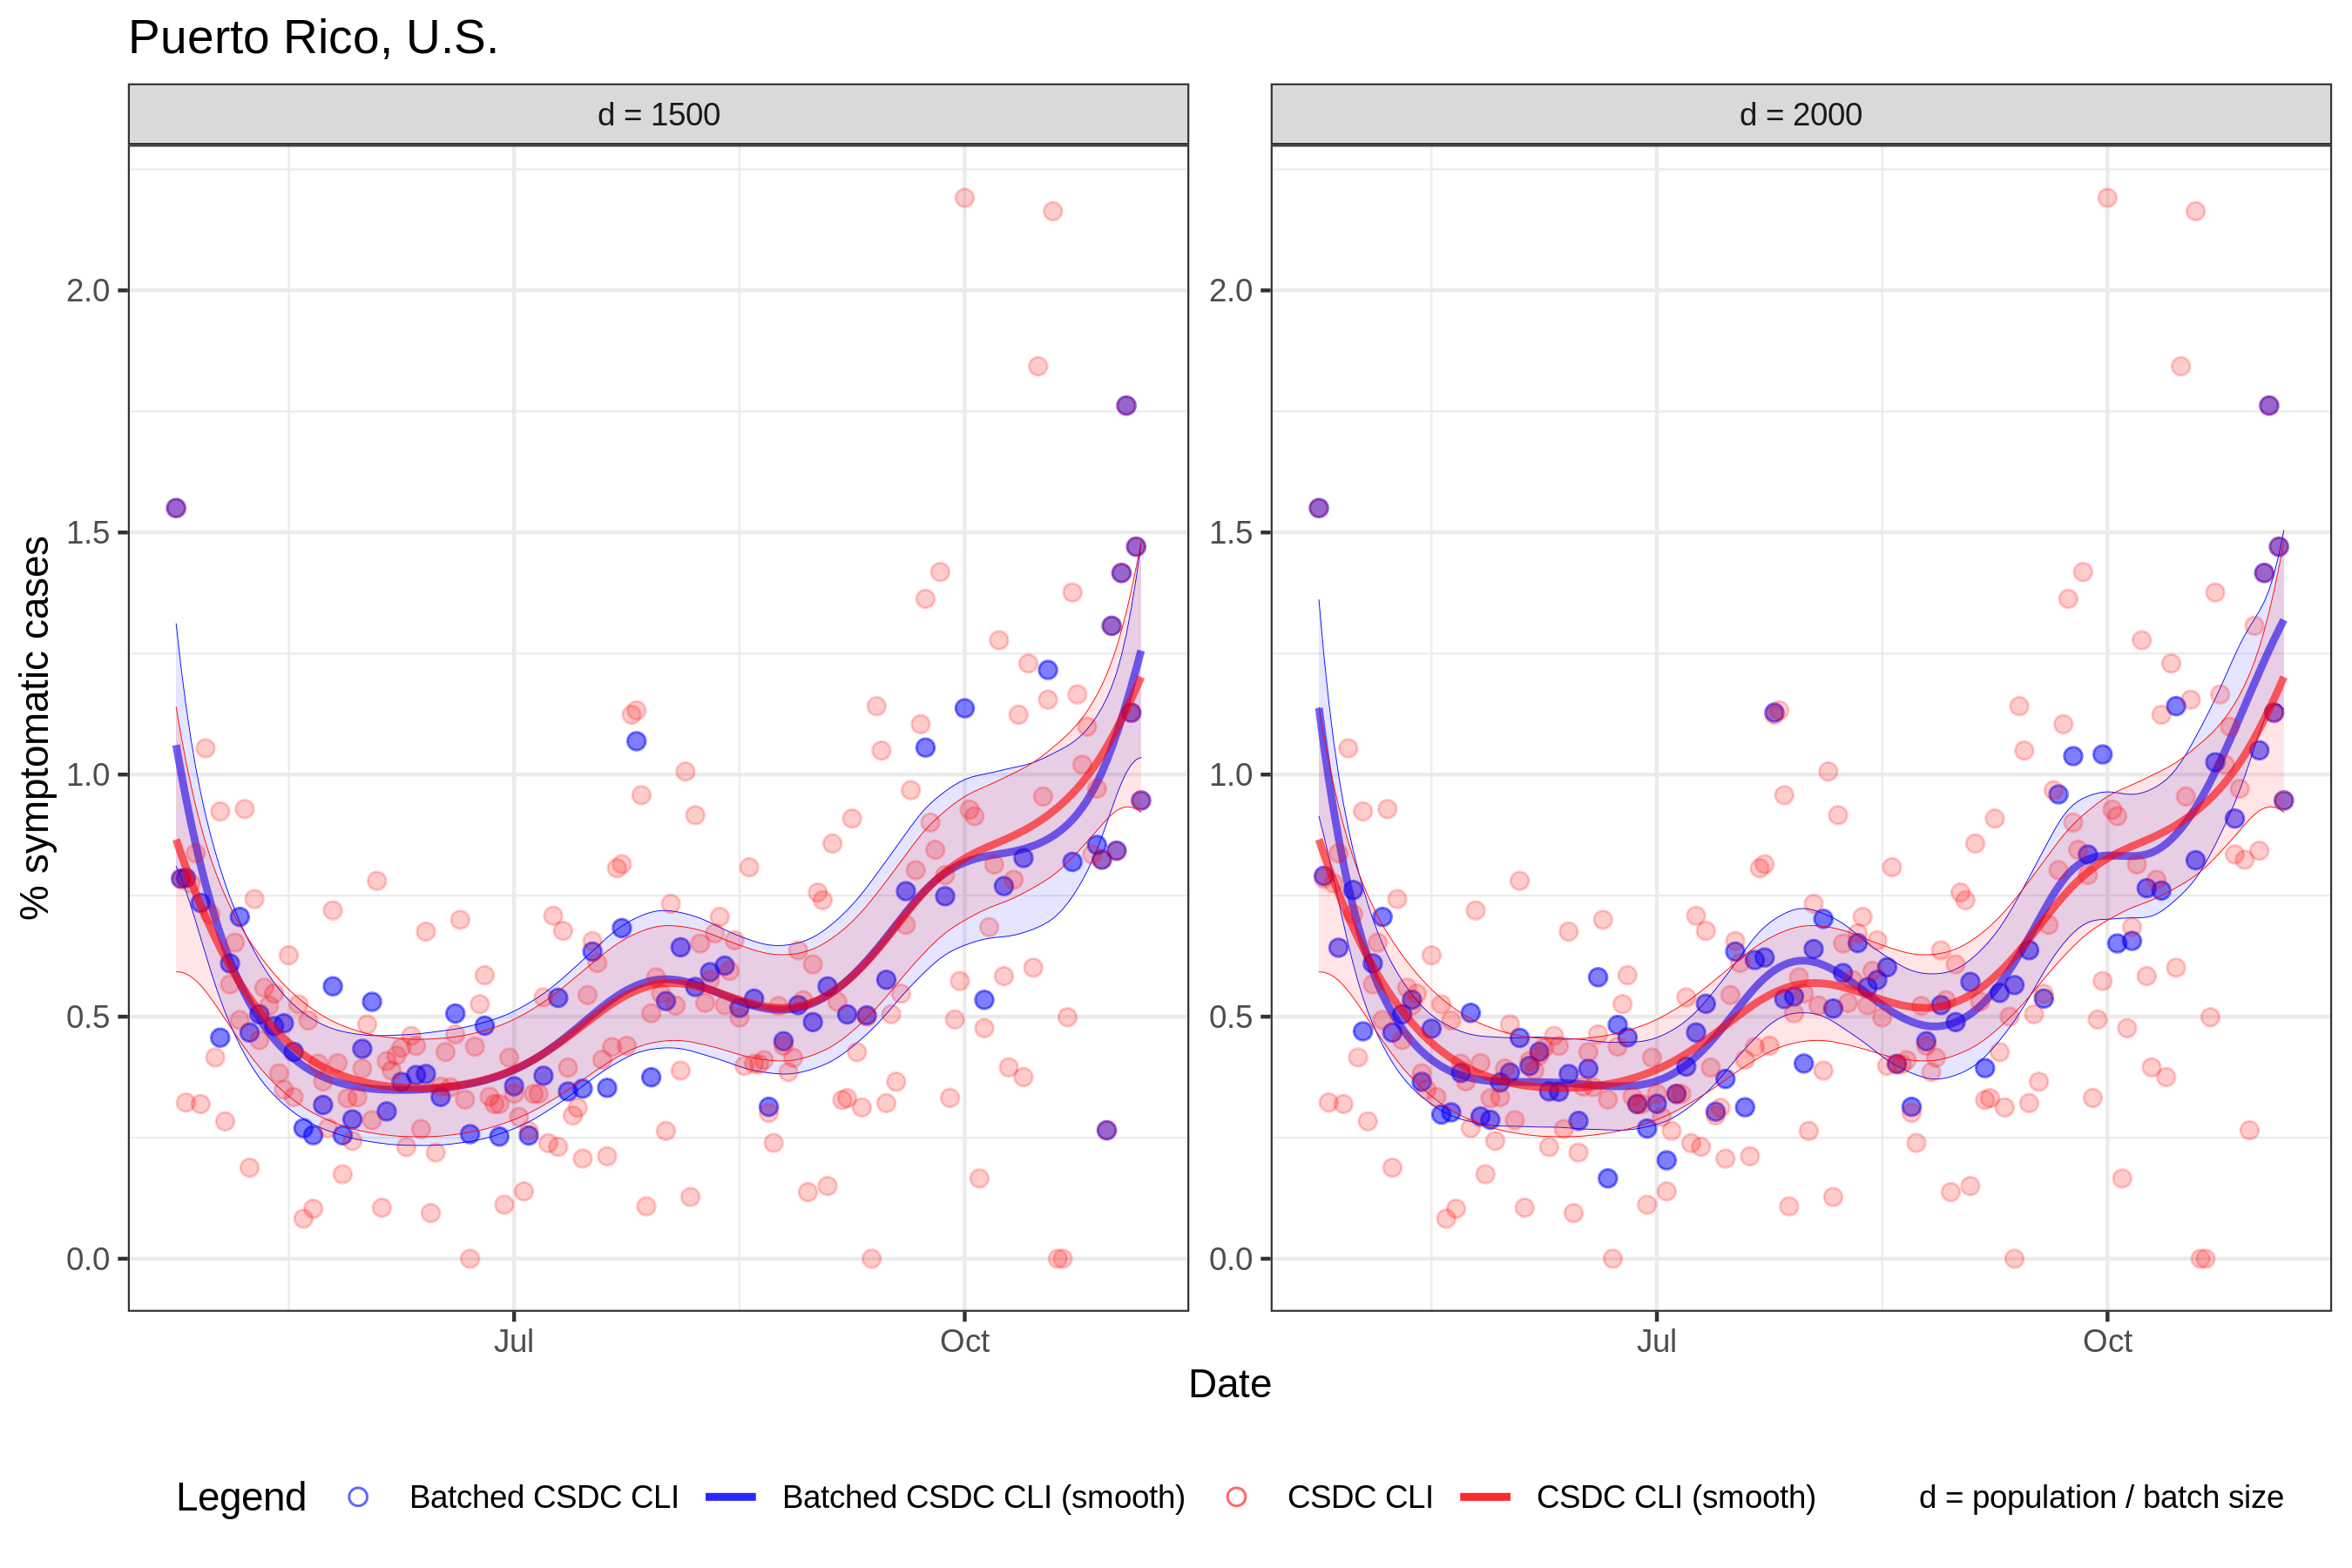 Puerto Rico, U.S.
d = 1500
d = 2000
% symptomatic cases
2.0
1.5
1.0
0.5
0.0
2.0
1.5
1.0
0.5
0.0
Jul
Oct
Jul
Oct
Date
Legend Batched CSDC CLI Batched CSDC CLI (smooth) CSDC CLI CSDC CLI (smooth) d = population / batch size